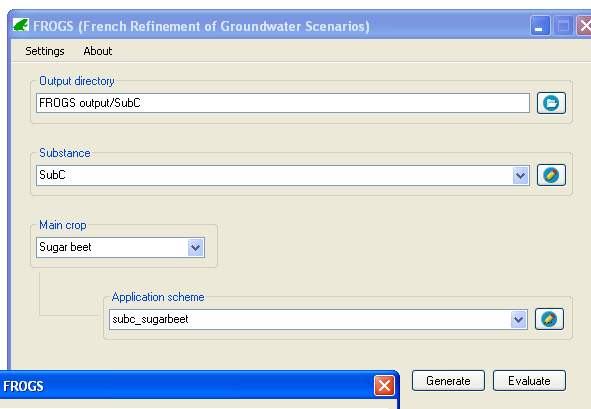 FROGS (French Refinement of Groundwater Scenarios)
Settings About
Output directory
FROGS output/SubC
Substance
SubC
Main crop
Sugar beet
Application scheme
subc_sugarbeet
Generate Evaluate
FROGS